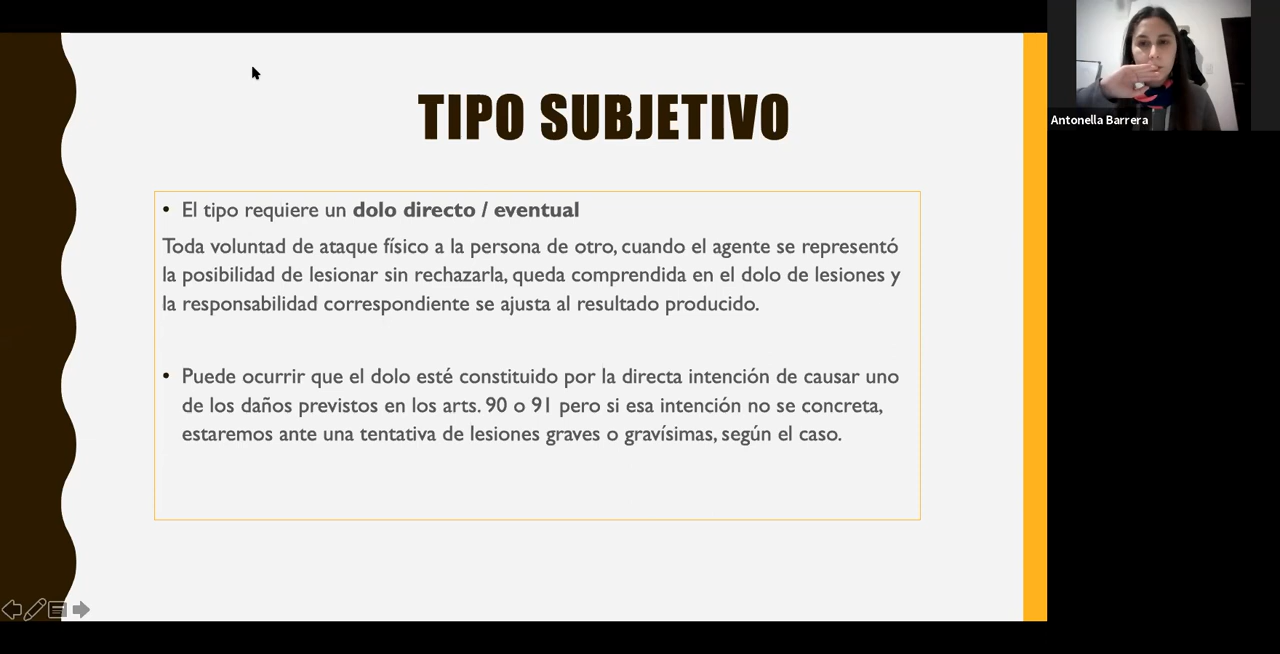 TIPO SUBJETIVO
• El tipo requiere un dolo directo / eventual
Toda voluntad de ataque físico a la persona de otro, cuando el agente se representó
la posibilidad de lesionar sin rechazarla, queda comprendida en el dolo de lesiones y
la responsabilidad correspondiente se ajusta al resultado producido.
• Puede ocurrir que el dolo esté constituido por la directa intención de causar uno
de los daños previstos en los arts. 90 o 91 pero si esa intención no se concreta,
estaremos ante una tentativa de lesiones graves o gravísimas, según el caso.
Antonella Barrera